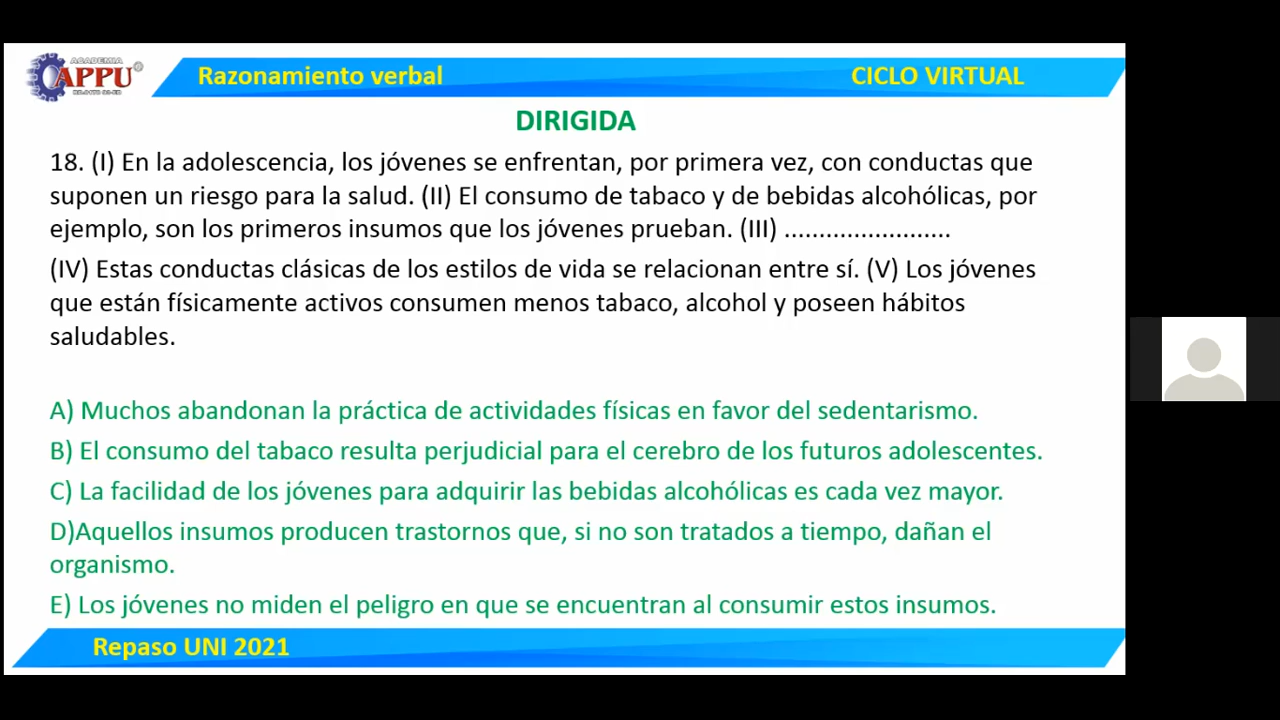 ACADEMIA
APPU
Razonamiento verbal
CICLO VIRTUAL
DIRIGIDA
18. (I) En la adolescencia, los jóvenes se enfrentan, por primera vez, con conductas que
suponen un riesgo para la salud. (II) El consumo de tabaco y de bebidas alcohólicas, por
ejemplo, son los primeros insumos que los jóvenes prueban. (III) ........................
(IV) Estas conductas clásicas de los estilos de vida se relacionan entre sí. (V) Los jóvenes
que están físicamente activos consumen menos tabaco, alcohol y poseen hábitos
saludables.
A) Muchos abandonan la práctica de actividades físicas en favor del sedentarismo.
B) El consumo del tabaco resulta perjudicial para el cerebro de los futuros adolescentes.
C) La facilidad de los jóvenes para adquirir las bebidas alcohólicas es cada vez mayor.
D)Aquellos insumos producen trastornos que, si no son tratados a tiempo, dañan el
organismo.
E) Los jóvenes no miden el peligro en que se encuentran al consumir estos insumos.
Repaso UNI 2021